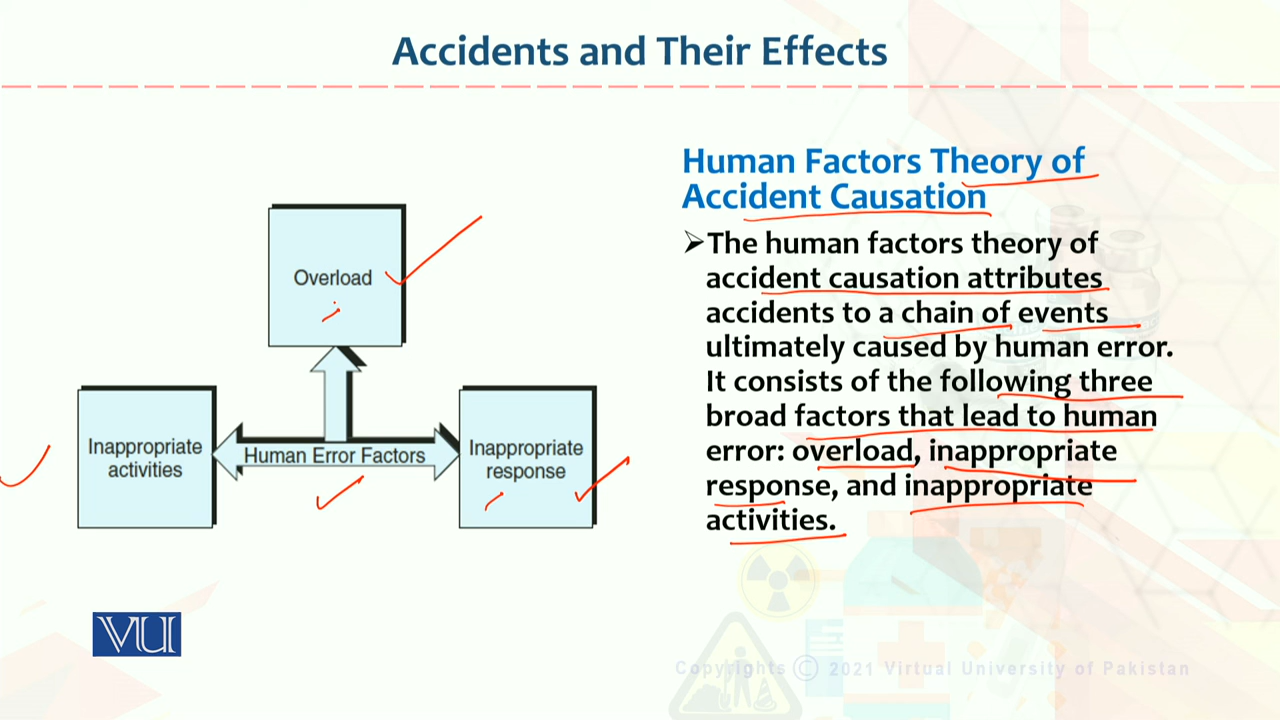 Accidents and Their Effects
Human Factors Theory of
Accident Causation
➢The human factors theory of
accident causation attributes
accidents to a chain of events
ultimately caused by human error.
It consists of the following three
broad factors that lead to human
error: overload, inappropriate
response, and inappropriate
activities.
Overload
Inappropriate
activities
Human Error Factors
Inappropriate
response
VU
Copyrights © 2021 Virtual University of Pakistan